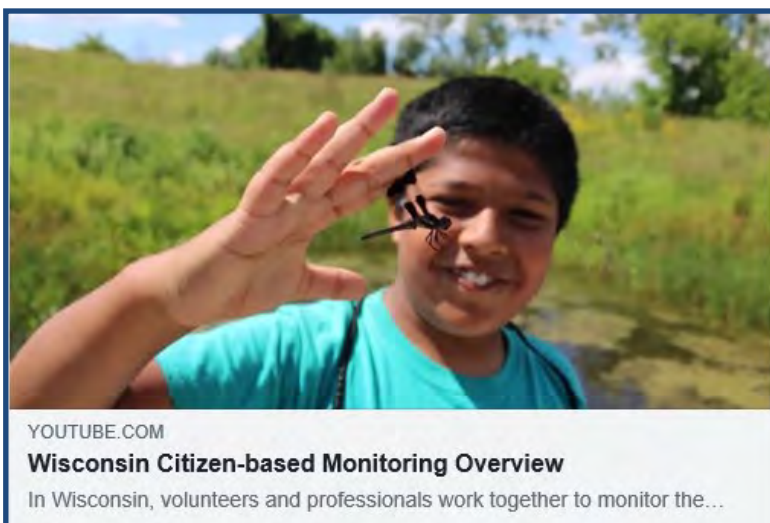 YOUTUBE.COM
Wisconsin Citizen-based Monitoring Overview
In Wisconsin, volunteers and professionals work together to monitor the…